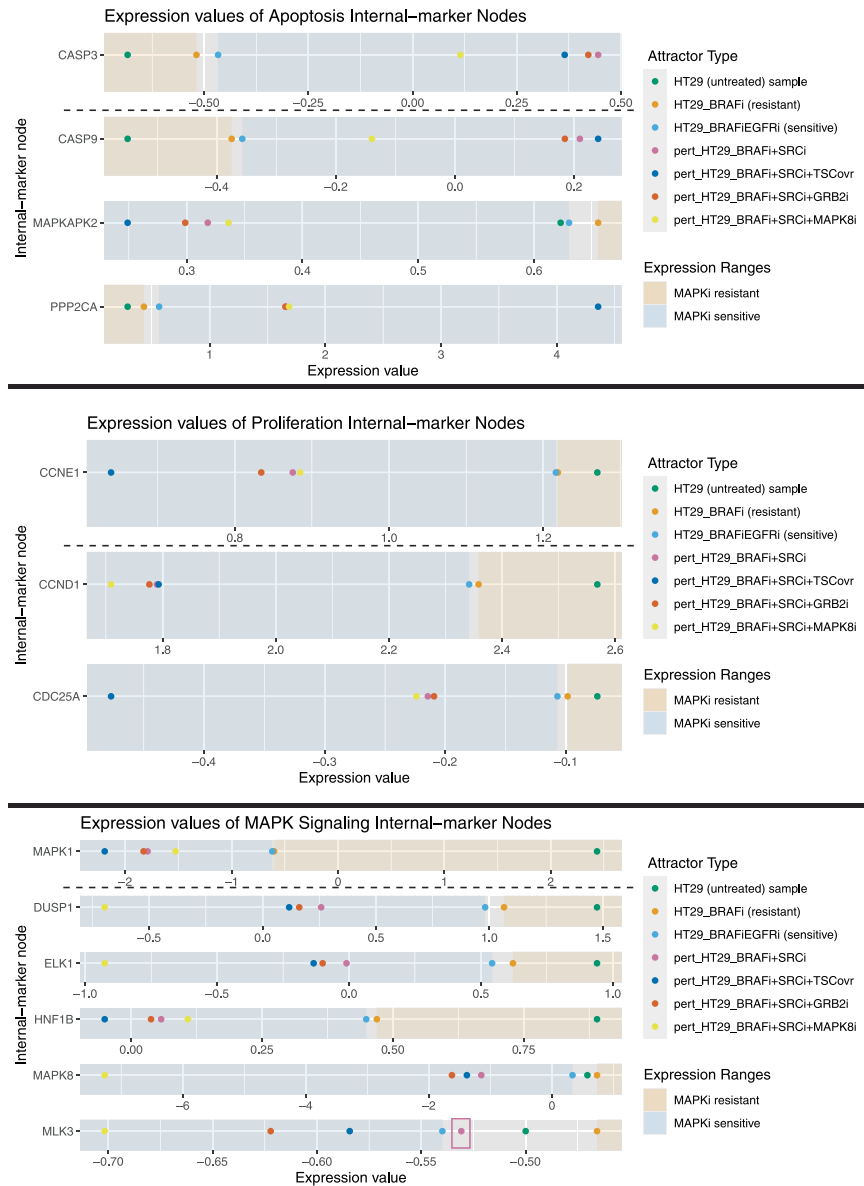 Expression values of Apoptosis Internal−marker Nodes
Internal−marker node
CASP3
−0.50 −0.25 0.00 0.25 0.50
CASP9
−0.4 −0.2 0.0 0.2
MAPKAPK2
0.3 0.4 0.5 0.6
PPP2CA
1 2 3 4
Expression value
Attractor Type
HT29 (untreated) sample
HT29_BRAFi (resistant)
HT29_BRAFiEGFRi (sensitive)
pert_HT29_BRAFi+SRCi
pert_HT29_BRAFi+SRCi+TSCovr
pert_HT29_BRAFi+SRCi+GRB2i
pert_HT29_BRAFi+SRCi+MAPK8i
Expression Ranges
MAPKi resistant
MAPKi sensitive
Expression values of Proliferation Internal−marker Nodes
Internal−marker node
CCNE1
0.8 1.0 1.2
CCND1
1.8 2.0 2.2 2.4 2.6
CDC25A
−0.4 −0.3 −0.2 −0.1
Expression value
Attractor Type
HT29 (untreated) sample
HT29_BRAFi (resistant)
HT29_BRAFiEGFRi (sensitive)
pert_HT29_BRAFi+SRCi
pert_HT29_BRAFi+SRCi+TSCovr
pert_HT29_BRAFi+SRCi+GRB2i
pert_HT29_BRAFi+SRCi+MAPK8i
Expression Ranges
MAPKi resistant
MAPKi sensitive
Expression values of MAPK Signaling Internal−marker Nodes
Internal−marker node
MAPK1
−2 −1 0 1 2
DUSP1
−0.5 0.0 0.5 1.0 1.5
ELK1
−1.0 −0.5 0.0 0.5 1.0
HNF1B
0.00 0.25 0.50 0.75
MAPK8
−6 −4 −2 0
MLK3
−0.70 −0.65 −0.60 −0.55 −0.50
Expression value
Attractor Type
HT29 (untreated) sample
HT29_BRAFi (resistant)
HT29_BRAFiEGFRi (sensitive)
pert_HT29_BRAFi+SRCi
pert_HT29_BRAFi+SRCi+TSCovr
pert_HT29_BRAFi+SRCi+GRB2i
pert_HT29_BRAFi+SRCi+MAPK8i
Expression Ranges
MAPKi resistant
MAPKi sensitive